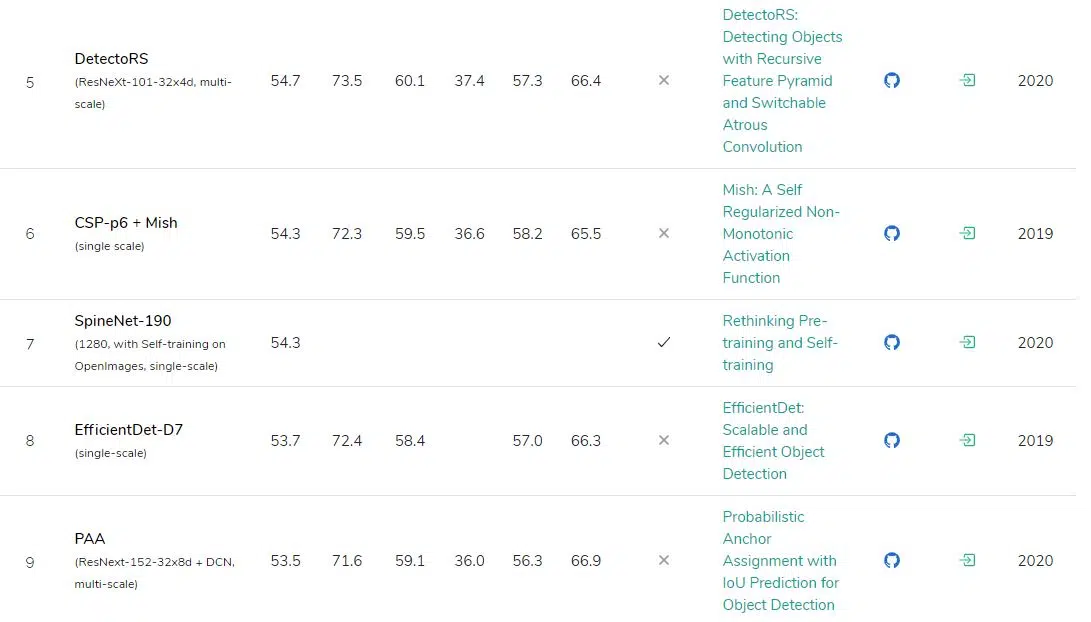 5 DetectoRS (ResNeXt-101-32x4d, multi-scale) 54.7 73.5 60.1 37.4 57.3 66.4 × DetectoRS: Detecting Objects with Recursive Feature Pyramid and Switchable Atrous Convolution 2020
6 CSP-p6 + Mish (single scale) 54.3 72.3 59.5 36.6 58.2 65.5 × Mish: A Self Regularized Non-Monotonic Activation Function 2019
7 SpineNet-190 (1280, with Self-training on OpenImages, single-scale) 54.3 ✓ Rethinking Pre-training and Self-training 2020
8 EfficientDet-D7 (single-scale) 53.7 72.4 58.4 57.0 66.3 × EfficientDet: Scalable and Efficient Object Detection 2019
9 PAA (ResNext-152-32x8d + DCN, multi-scale) 53.5 71.6 59.1 36.0 56.3 66.9 × Probabilistic Anchor Assignment with IoU Prediction for Object Detection 2020